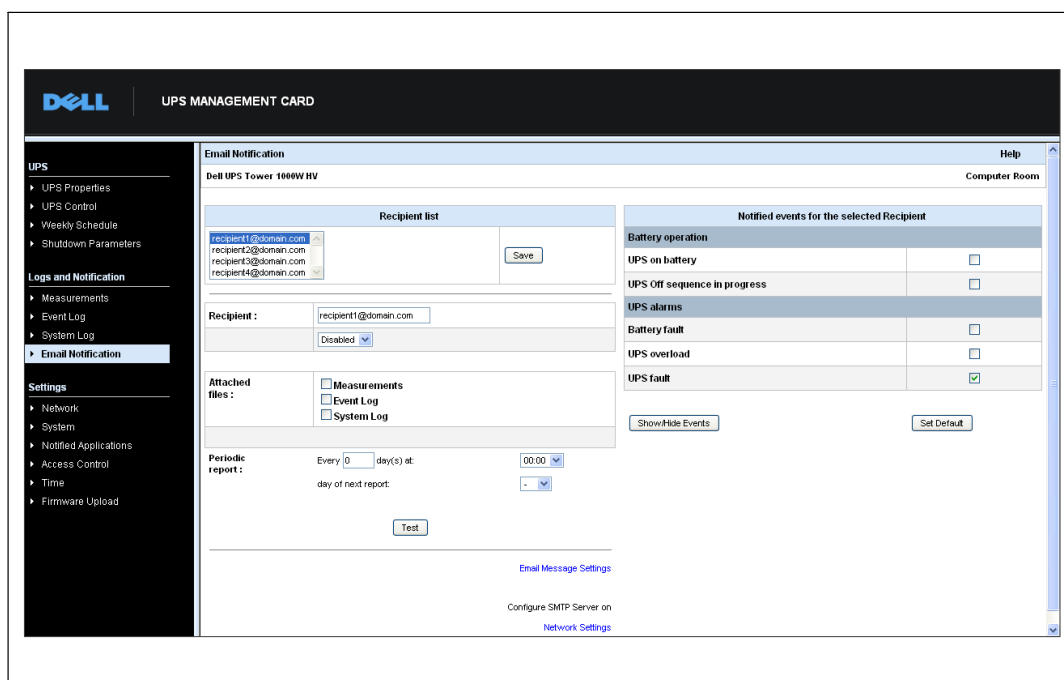 DELL
UPS MANAGEMENT CARD
UPS
UPS Properties
UPS Control
Weekly Schedule
Shutdown Parameters
Logs and Notification
Measurements
Event Log
System Log
Email Notification
Settings
Network
System
Notified Applications
Access Control
Time
Firmware Upload
Email Notification Help
Dell UPS Tower 1000W HV Computer Room
Recipient list
recipient1@domain.com
recipient2@domain.com
recipient3@domain.com
recipient4@domain.com
Save
Recipient : recipient1@domain.com
Disabled
Attached files :
Measurements
Event Log
System Log
Periodic report :
Every 0 day(s) at: 00:00
day of next report: -
Test
Email Message Settings
Configure SMTP Server on
Network Settings
Notified events for the selected Recipient
Battery operation
UPS on battery
UPS Off sequence in progress
UPS alarms
Battery fault
UPS overload
UPS fault
Show/Hide Events Set Default